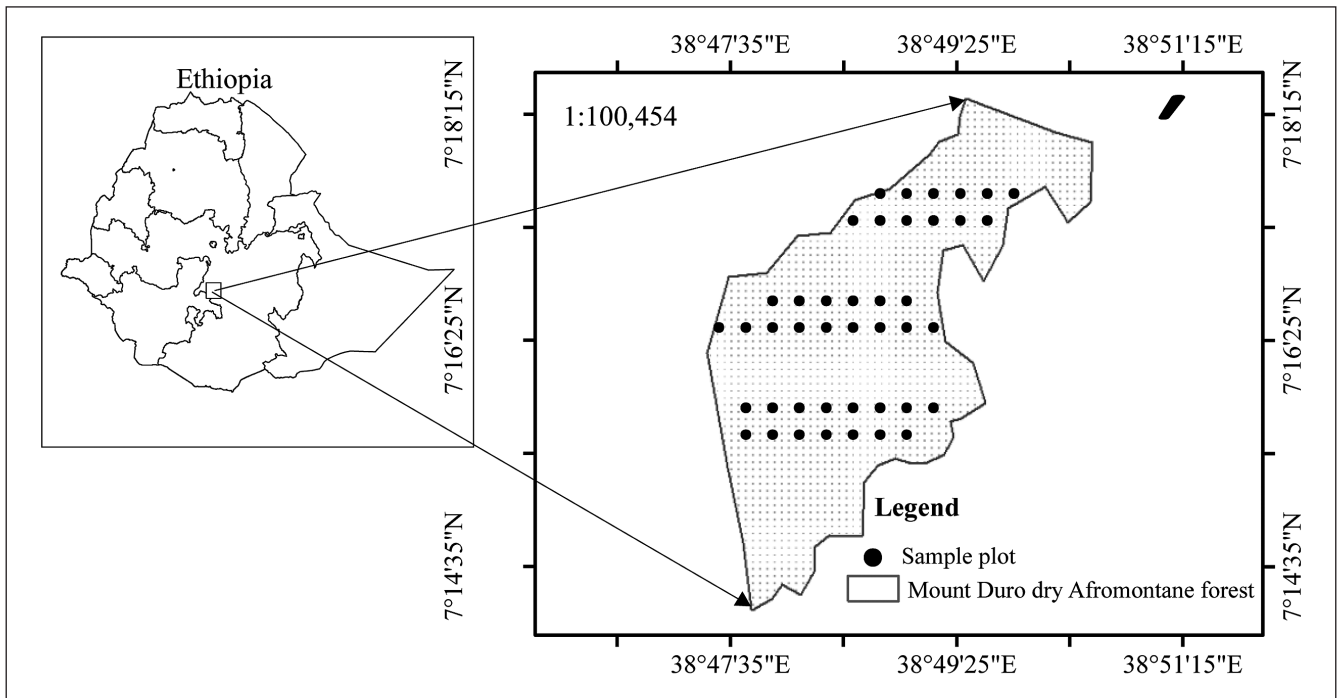 Ethiopia
38°47'35"E 38°49'25"E 38°51'15"E
1:100,454
7°18'15"N
7°16'25"N
7°14'35"N
7°18'15"N
7°16'25"N
7°14'35"N
Legend
Sample plot
Mount Duro dry Afromontane forest
38°47'35"E 38°49'25"E 38°51'15"E